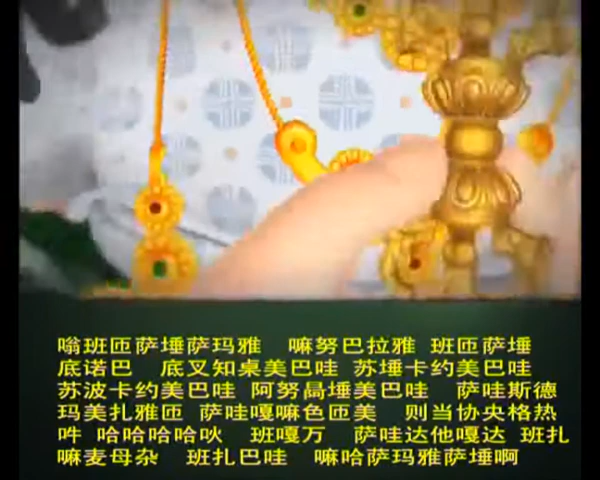 嗡班匝萨埵萨玛雅　嘛努巴拉雅 班匝萨埵
底诺巴　底叉知桌美巴哇 苏埵卡约美巴哇
苏波卡约美巴哇 阿努埵美巴哇　萨哇斯德
玛美扎雅匝 萨哇嘎嘛色匝美　则当协央格热
吽 哈哈哈哈伙　班嘎万　萨哇达他嘎达 班扎
嘛麦母杂　班扎巴哇　嘛哈萨玛雅萨埵啊